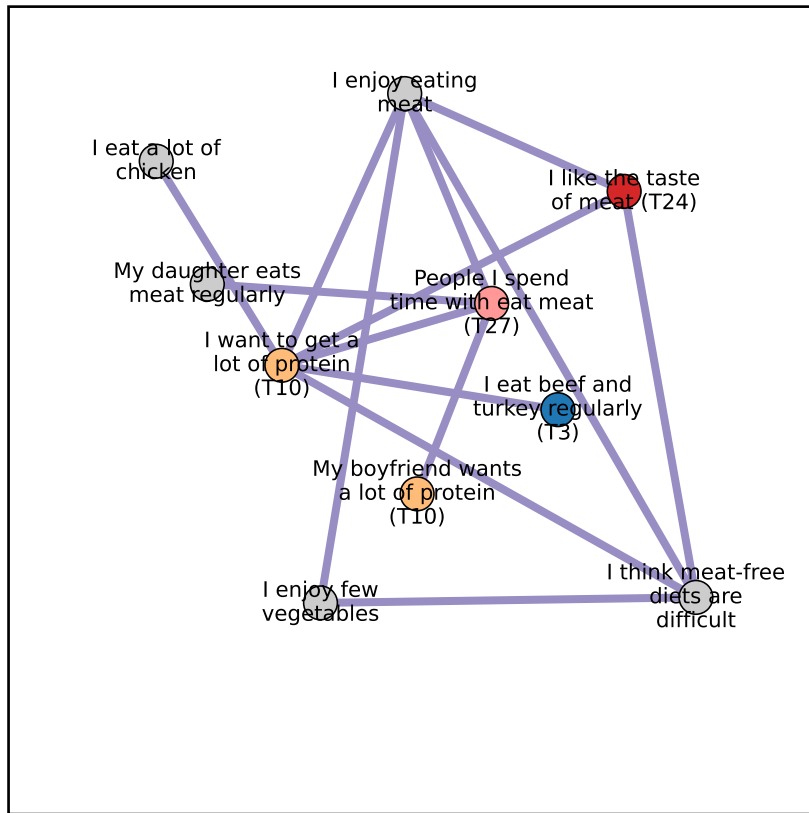 I enjoy eating
meat
I eat a lot of
chicken
I like the taste
of meat (T24)
My daughter eats
meat regularly
People I spend
time with eat meat
(T27)
I want to get a
lot of protein
(T10)
I eat beef and
turkey regularly
(T3)
My boyfriend wants
a lot of protein
(T10)
I enjoy few
vegetables
I think meat-free
diets are
difficult